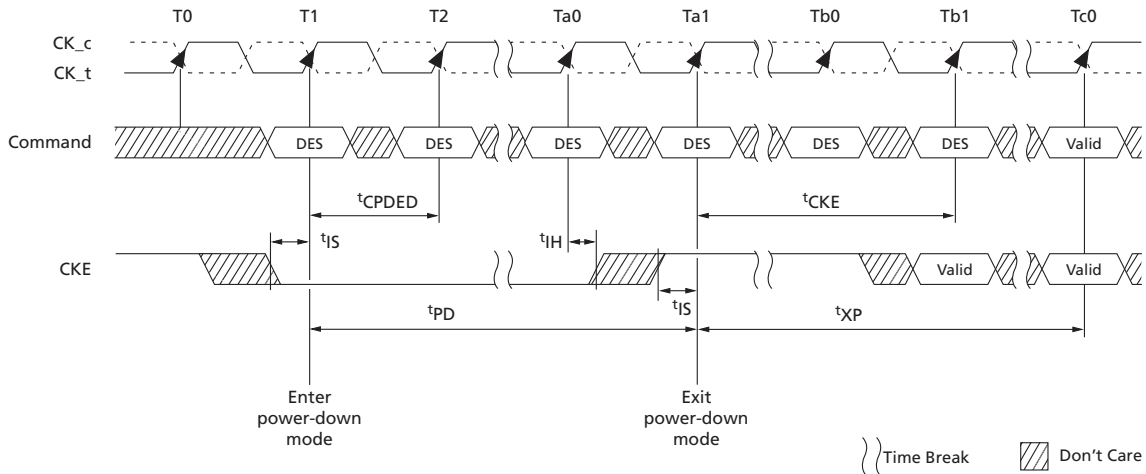 T0 T1 T2 Ta0 Ta1 Tb0 Tb1 Tc0
CK_c
CK_t
Command DES DES DES DES DES DES Valid
tCPDED tCKE
tIS tIH
CKE Valid Valid
tIS
tPD tXP
Enter
power-down
mode
Exit
power-down
mode
Time Break Don't Care